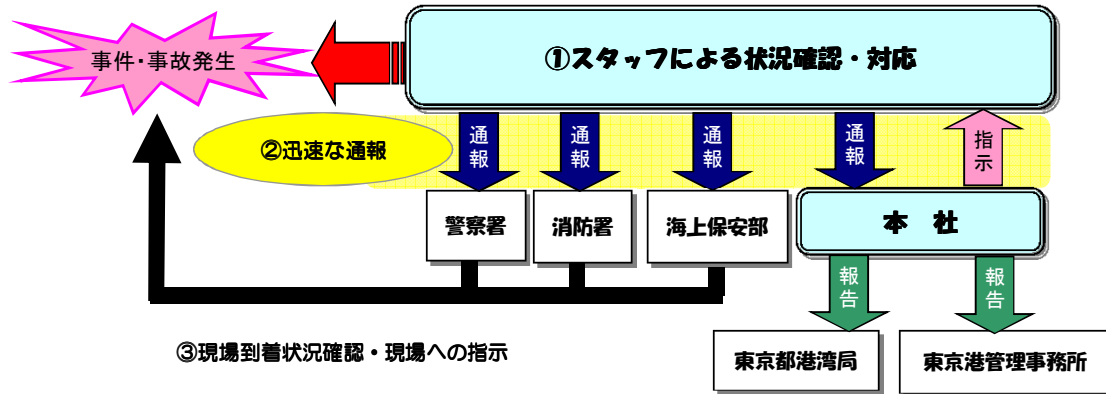 事件・事故発生
①スタッフによる状況確認・対応
②迅速な通報
通報
通報
通報
通報
指示
警察署
消防署
海上保安部
本 社
報告
報告
③現場到着状況確認・現場への指示
東京都港湾局
東京港管理事務所